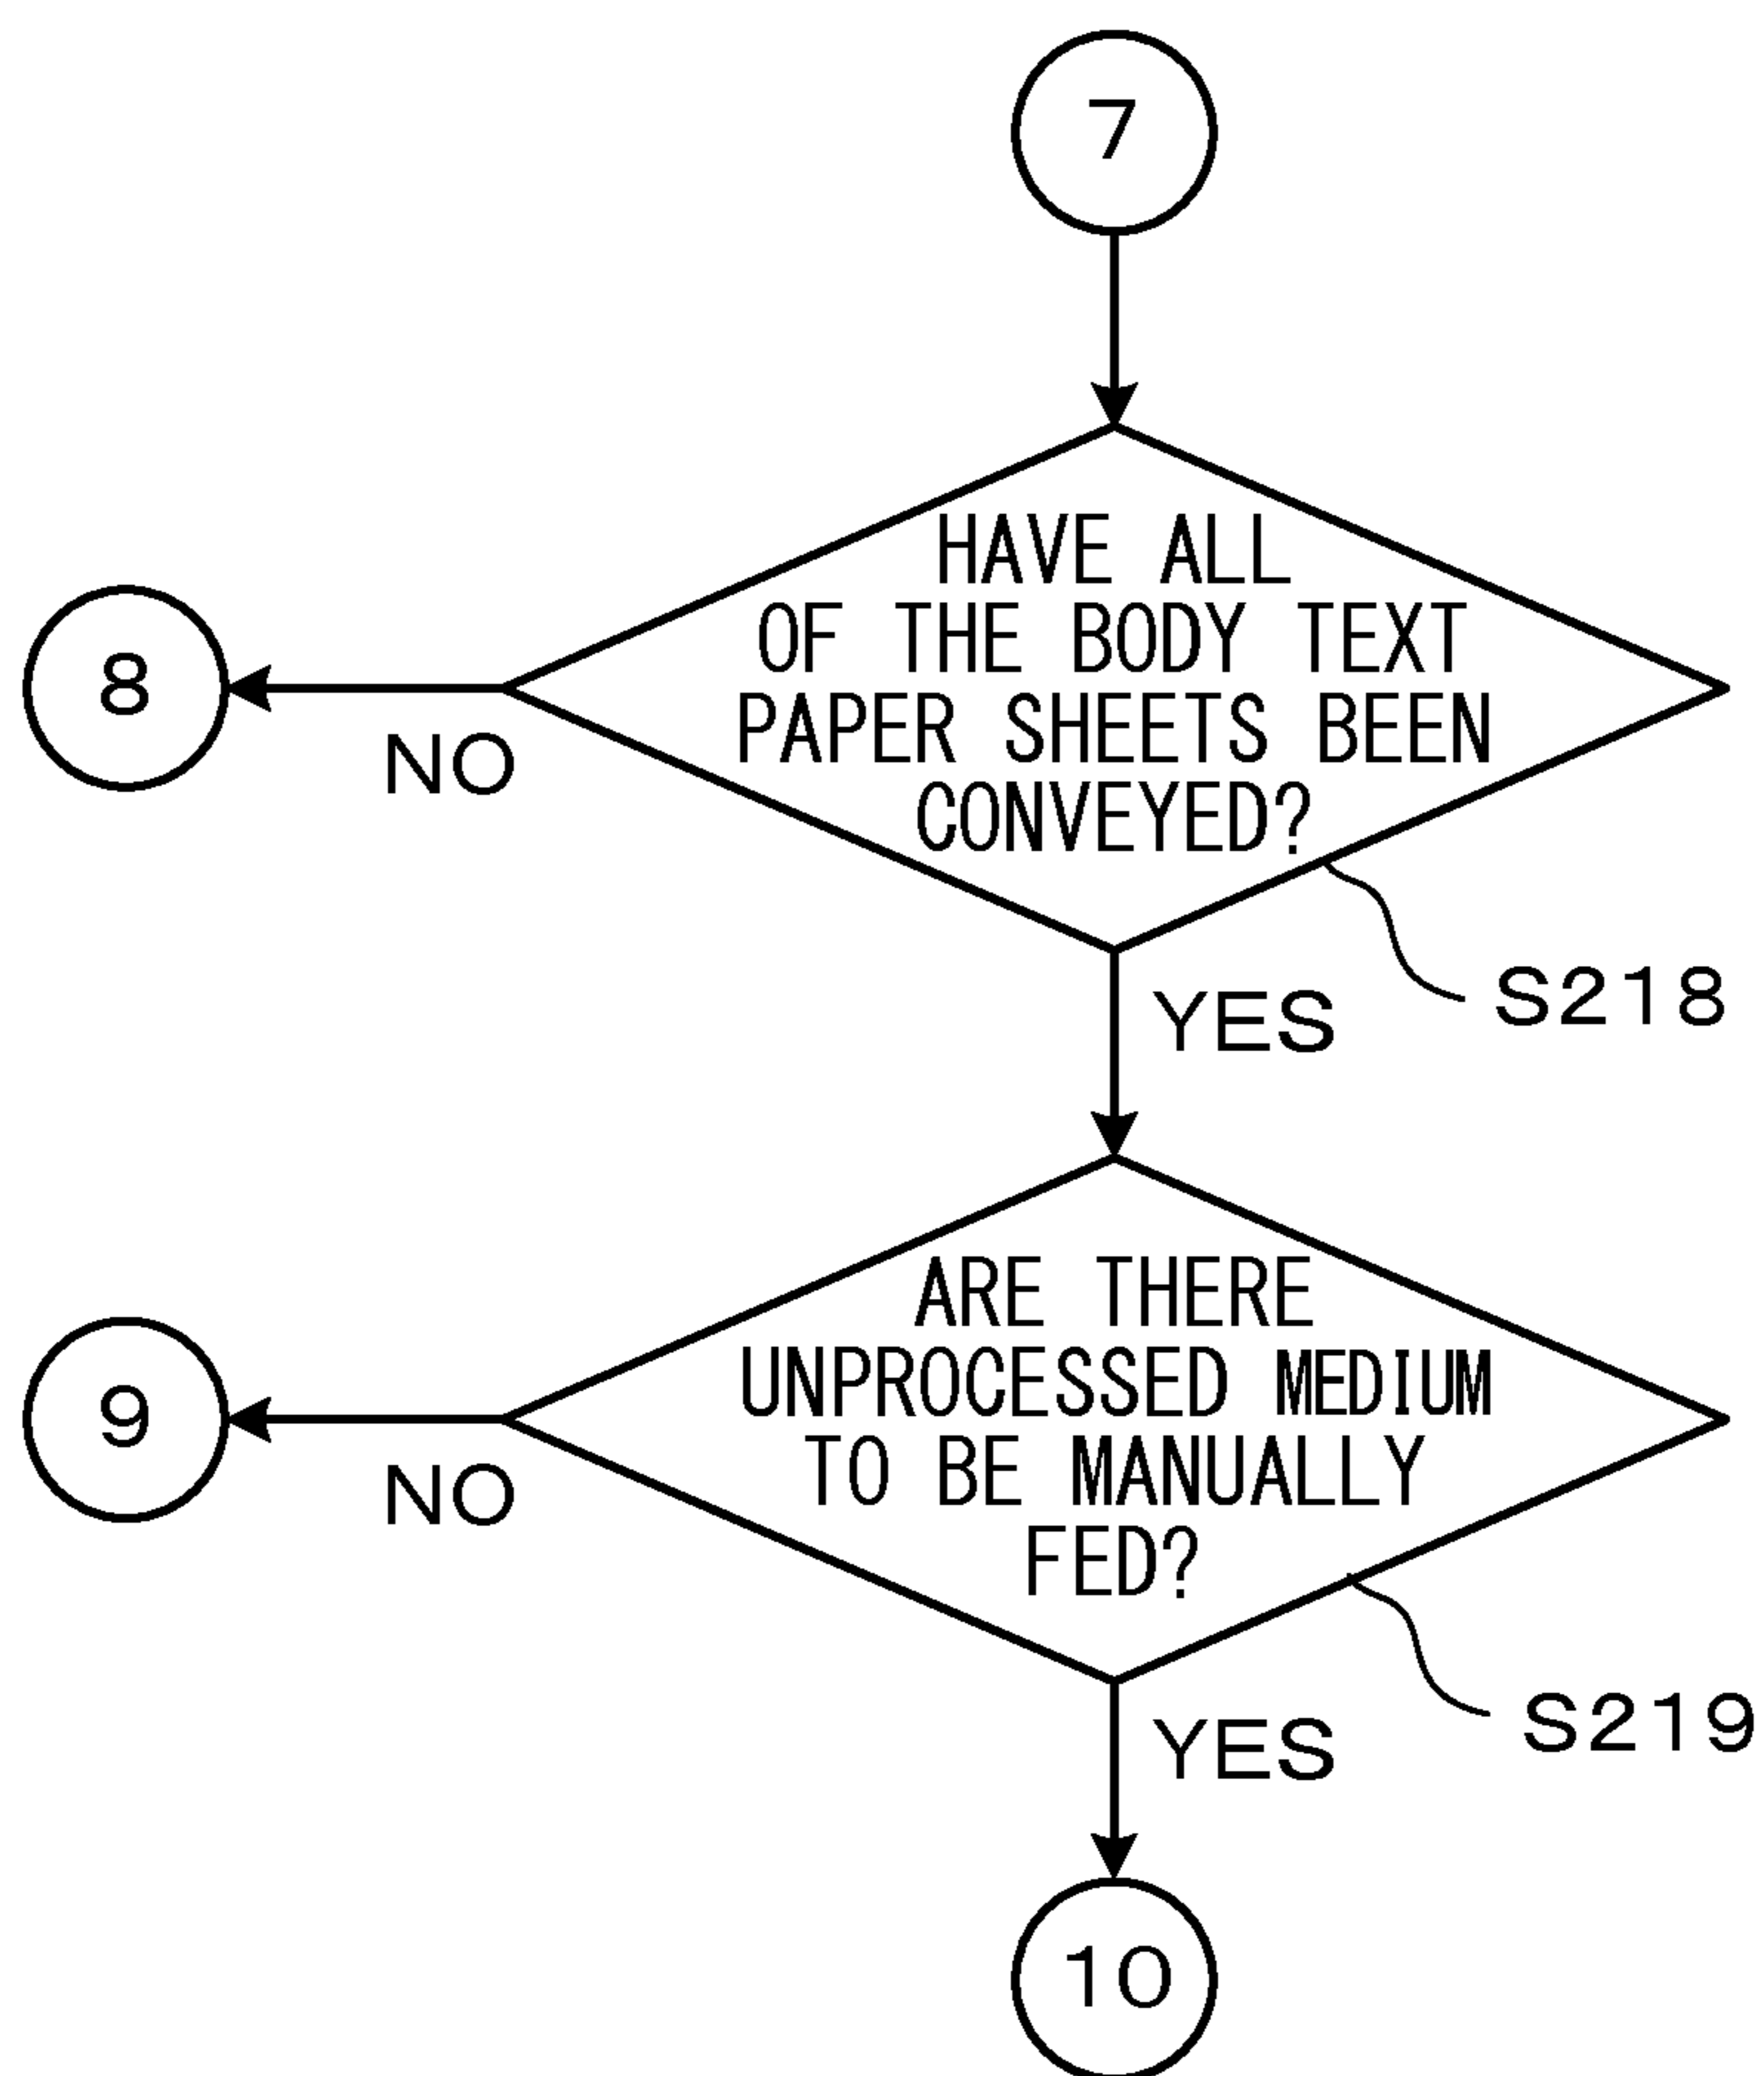 7
HAVE ALL
OF THE BODY TEXT
PAPER SHEETS BEEN
CONVEYED?
8
NO
S218
YES
ARE THERE
UNPROCESSED MEDIUM
TO BE MANUALLY
FED?
9
NO
S219
YES
10